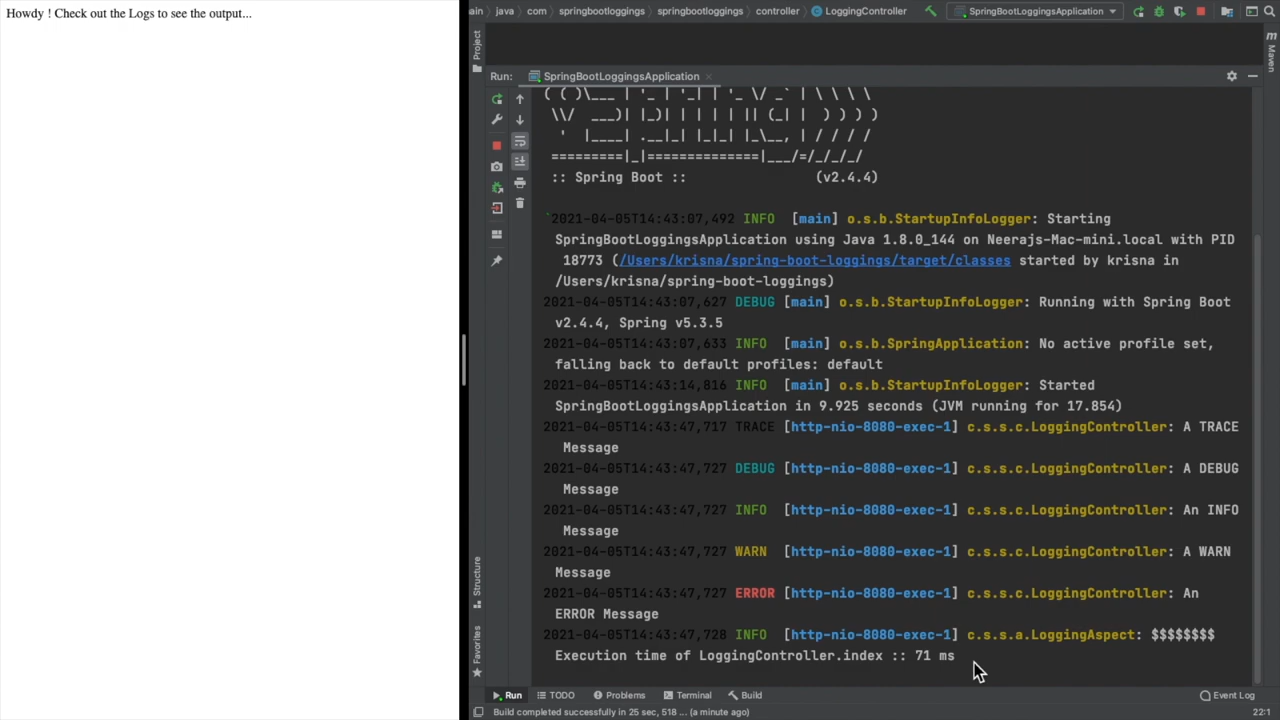 Howdy ! Check out the Logs to see the output...
ain > java > com > springbootloggings > springbootloggings > controller > LoggingController
SpringBootLoggingsApplication
Project
Maven
Run: SpringBootLoggingsApplication ×
( ( )\___ | '_ | '_| | '_ \/ _` | \ \ \ \
\\/  ___)| |_)| | | | | || (_| |  ) ) ) )
'  |____| .__|_| |_|_| |_\__, | / / / /
=========|_|==============|___/=/_/_/_/
:: Spring Boot ::                (v2.4.4)
`2021-04-05T14:43:07,492 INFO  [main] o.s.b.StartupInfoLogger: Starting
SpringBootLoggingsApplication using Java 1.8.0_144 on Neerajs-Mac-mini.local with PID
18773 (/Users/krisna/spring-boot-loggings/target/classes started by krisna in
/Users/krisna/spring-boot-loggings)
2021-04-05T14:43:07,627 DEBUG [main] o.s.b.StartupInfoLogger: Running with Spring Boot
v2.4.4, Spring v5.3.5
2021-04-05T14:43:07,633 INFO  [main] o.s.b.SpringApplication: No active profile set,
falling back to default profiles: default
2021-04-05T14:43:14,816 INFO  [main] o.s.b.StartupInfoLogger: Started
SpringBootLoggingsApplication in 9.925 seconds (JVM running for 17.854)
2021-04-05T14:43:47,717 TRACE [http-nio-8080-exec-1] c.s.s.c.LoggingController: A TRACE
Message
2021-04-05T14:43:47,727 DEBUG [http-nio-8080-exec-1] c.s.s.c.LoggingController: A DEBUG
Message
2021-04-05T14:43:47,727 INFO  [http-nio-8080-exec-1] c.s.s.c.LoggingController: An INFO
Message
2021-04-05T14:43:47,727 WARN  [http-nio-8080-exec-1] c.s.s.c.LoggingController: A WARN
Message
2021-04-05T14:43:47,727 ERROR [http-nio-8080-exec-1] c.s.s.c.LoggingController: An
ERROR Message
2021-04-05T14:43:47,728 INFO  [http-nio-8080-exec-1] c.s.s.a.LoggingAspect: $$$$$$$$
Execution time of LoggingController.index :: 71 ms
Structure
Favorites
Run TODO Problems Terminal Build Event Log
Build completed successfully in 25 sec, 518 ... (a minute ago) 22:1